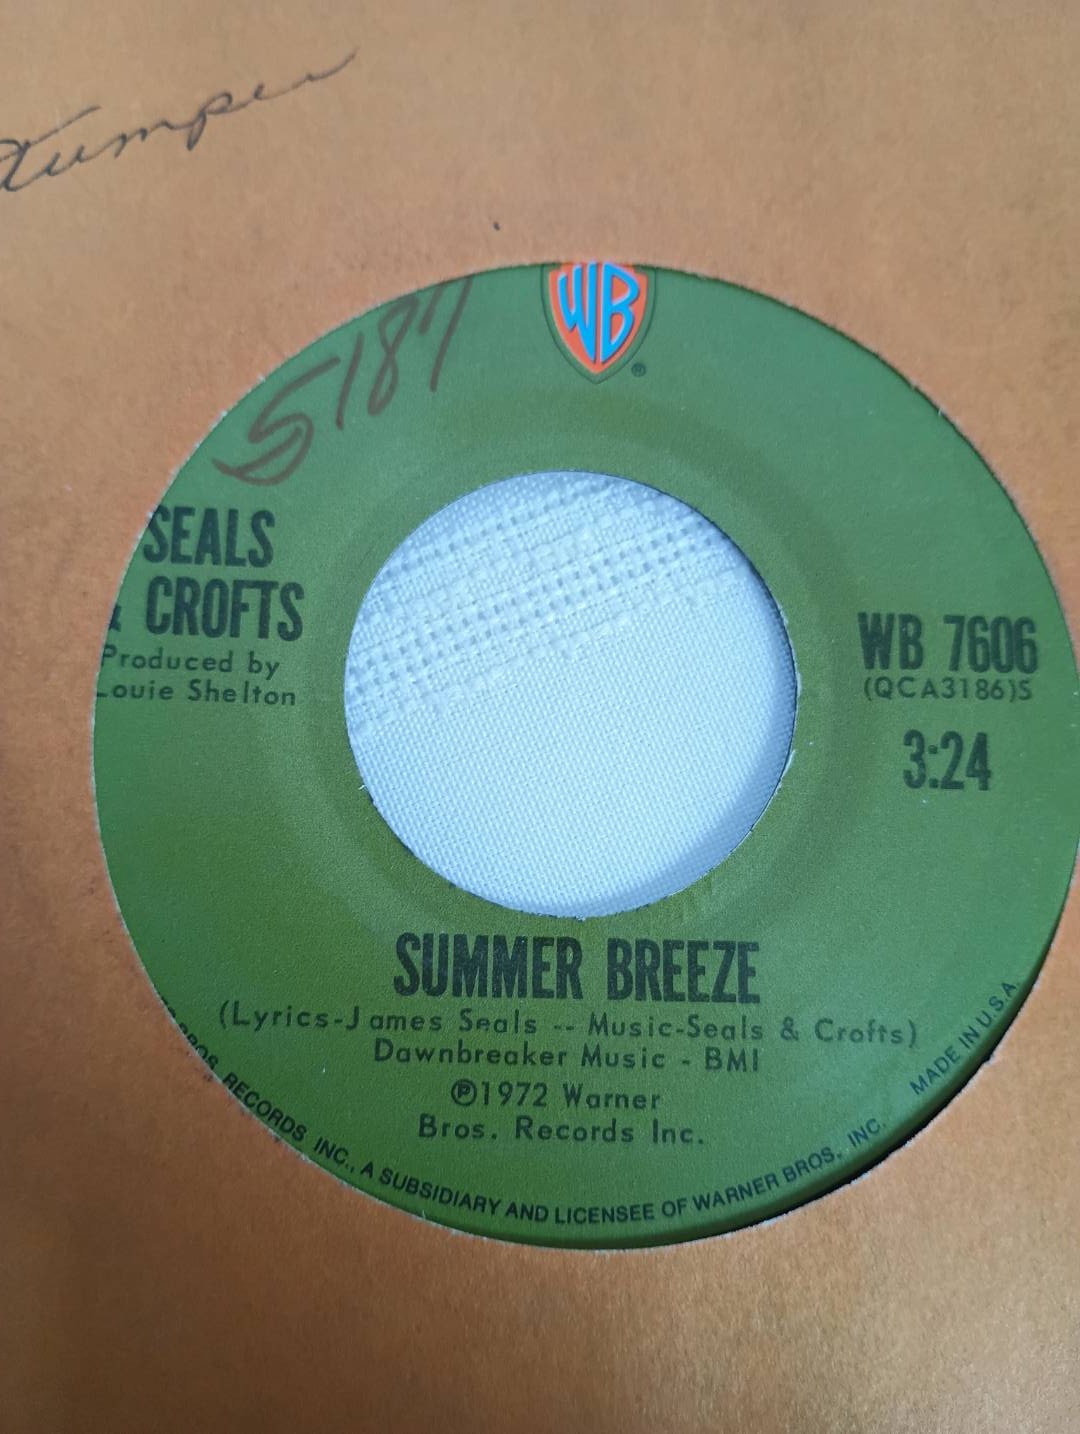 5187
WB
®
SEALS
& CROFTS
Produced by
Louie Shelton
WB 7606
(QCA3186)S
3:24
SUMMER BREEZE
(Lyrics-James Seals -- Music-Seals & Crofts)
Dawnbreaker Music - BMI
℗1972 Warner
Bros. Records Inc.
BROS. RECORDS INC., A SUBSIDIARY AND LICENSEE OF WARNER BROS., INC. MADE IN U.S.A.